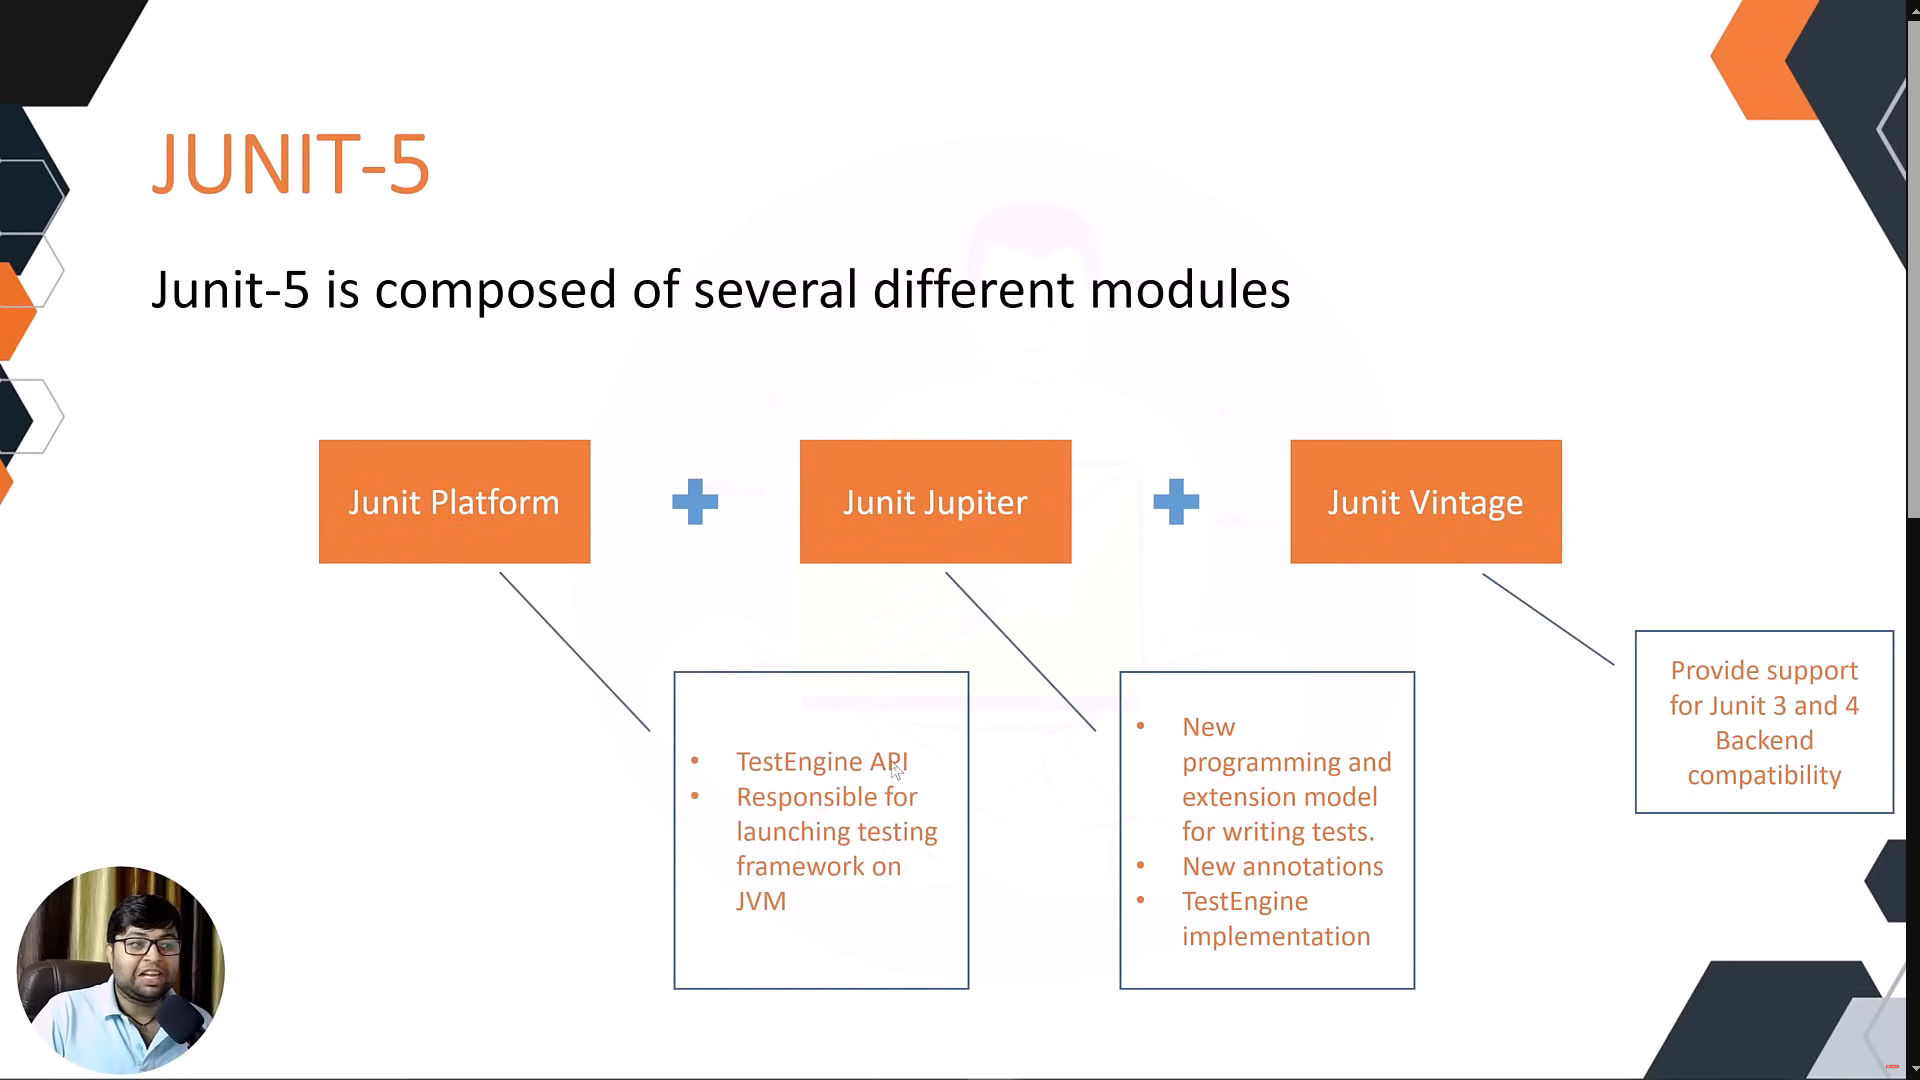 JUNIT-5
Junit-5 is composed of several different modules
Junit Platform
Junit Jupiter
Junit Vintage
• TestEngine API
• Responsible for
launching testing
framework on
JVM
• New
programming and
extension model
for writing tests.
• New annotations
• TestEngine
implementation
Provide support
for Junit 3 and 4
Backend
compatibility